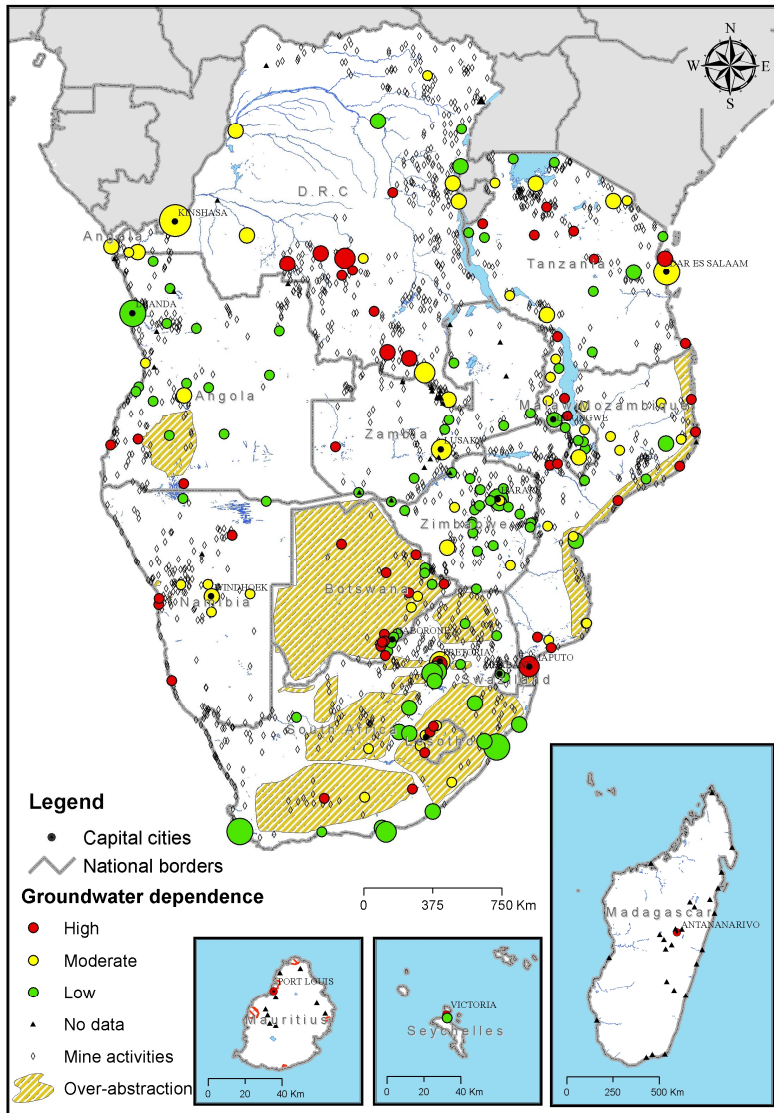 N
W E
S
D.R.C
KINSHASA
Angola
Tanzania
DAR ES SALAAM
Angola
Zambia
LUSAKA
Mozambique
Zimbabwe
Botswana
WINDHOEK
Namibia
GABORONE
PRETORIA
MAPUTO
Swaziland
South Africa
Lesotho
Legend
Capital cities
National borders
Groundwater dependence
High
Moderate
Low
No data
Mine activities
Over-abstraction
0 375 750 Km
PORT LOUIS
Mauritius
0 20 40 Km
VICTORIA
Seychelles
0 20 40 Km
Madagascar
ANTANANARIVO
0 250 500 Km